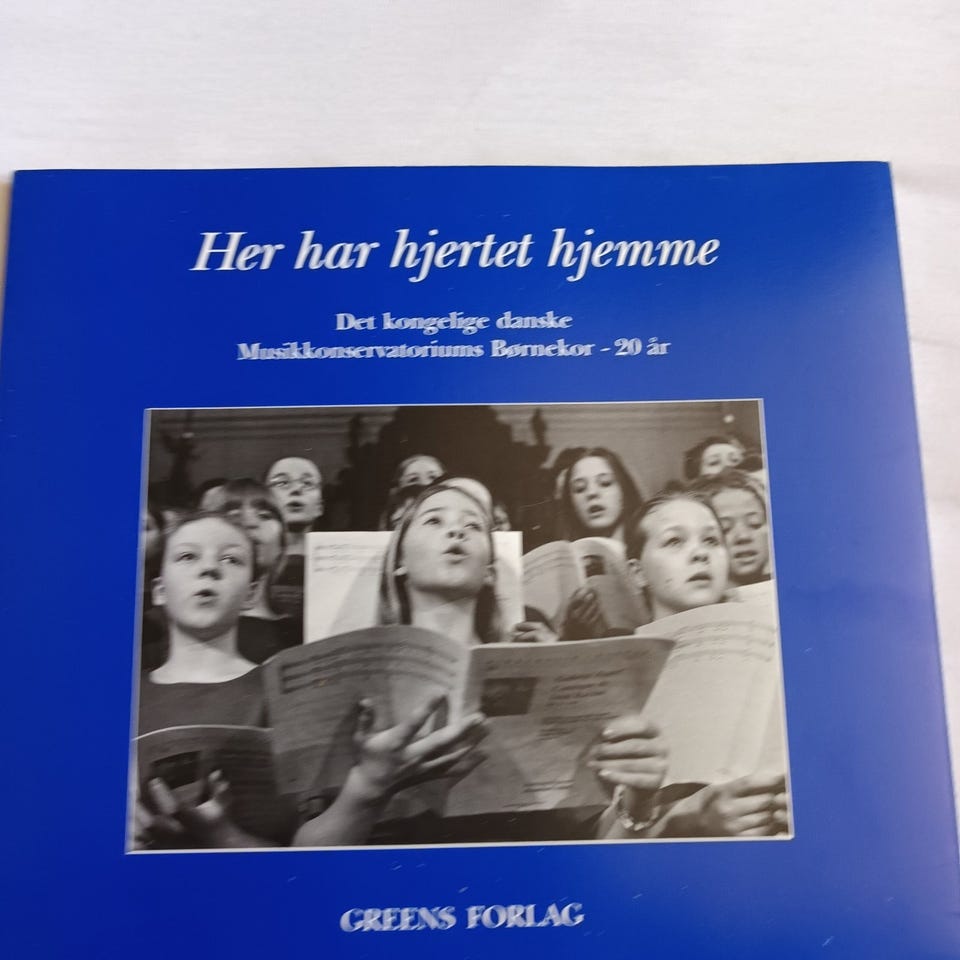 Her har hjertet hjemme
Det kongelige danske
Musikkonservatoriums Børnekor - 20 år
GREENS FORLAG